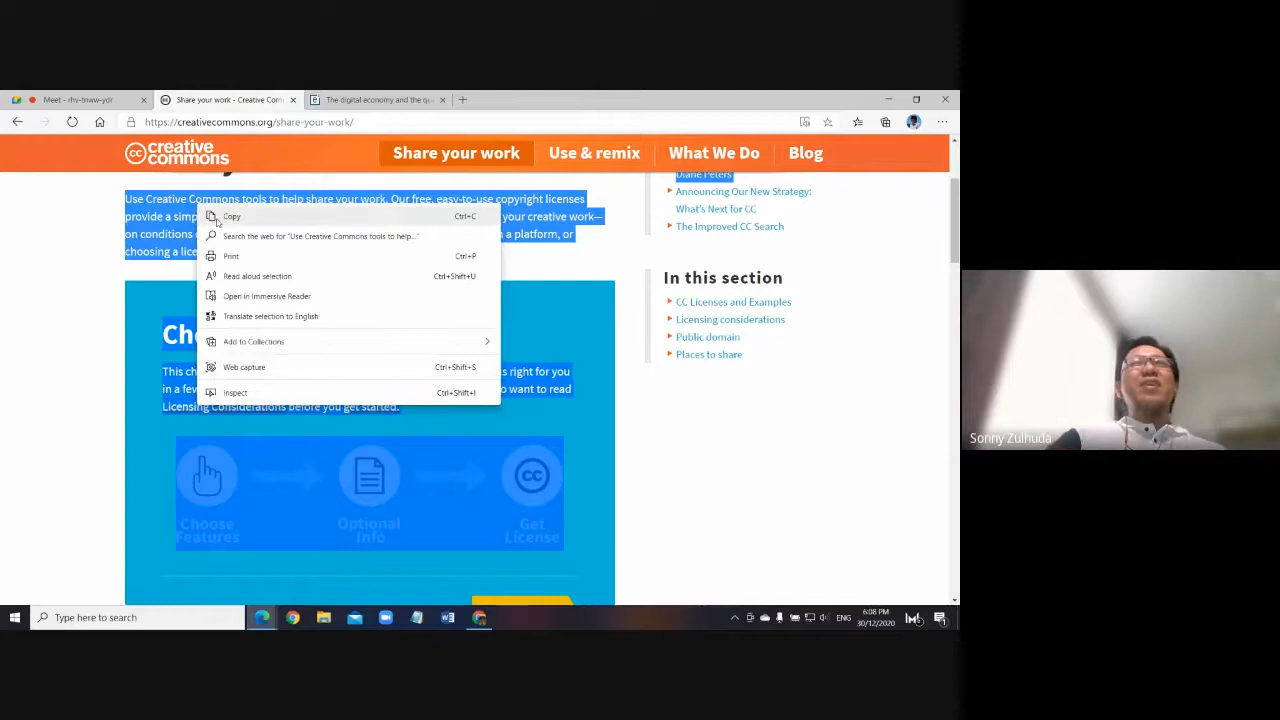 Meet - rhv-tnww-ydr
Share your work - Creative Com
The digital economy and the qu
https://creativecommons.org/share-your-work/
creative commons
Share your work
Use & remix
What We Do
Blog
Use Creative Commons tools to help share your work. Our free, easy-to-use copyright licenses
provide a simp
your creative work—
on conditions
a platform, or
choosing a lice
Copy Ctrl+C
Search the web for "Use Creative Commons tools to help..."
Print Ctrl+P
Read aloud selection Ctrl+Shift+U
Open in Immersive Reader
Translate selection to English
Add to Collections
Web capture Ctrl+Shift+S
Inspect Ctrl+Shift+I
Diane Peters
Announcing Our New Strategy:
What's Next for CC
The Improved CC Search
In this section
CC Licenses and Examples
Licensing considerations
Public domain
Places to share
Ch
This ch
is right for you
in a few
o want to read
Licensing Considerations before you get started.
Choose
Features
Optional
Info
Get
License
Sonny Zulhuda
Type here to search
ENG
6:08 PM
30/12/2020